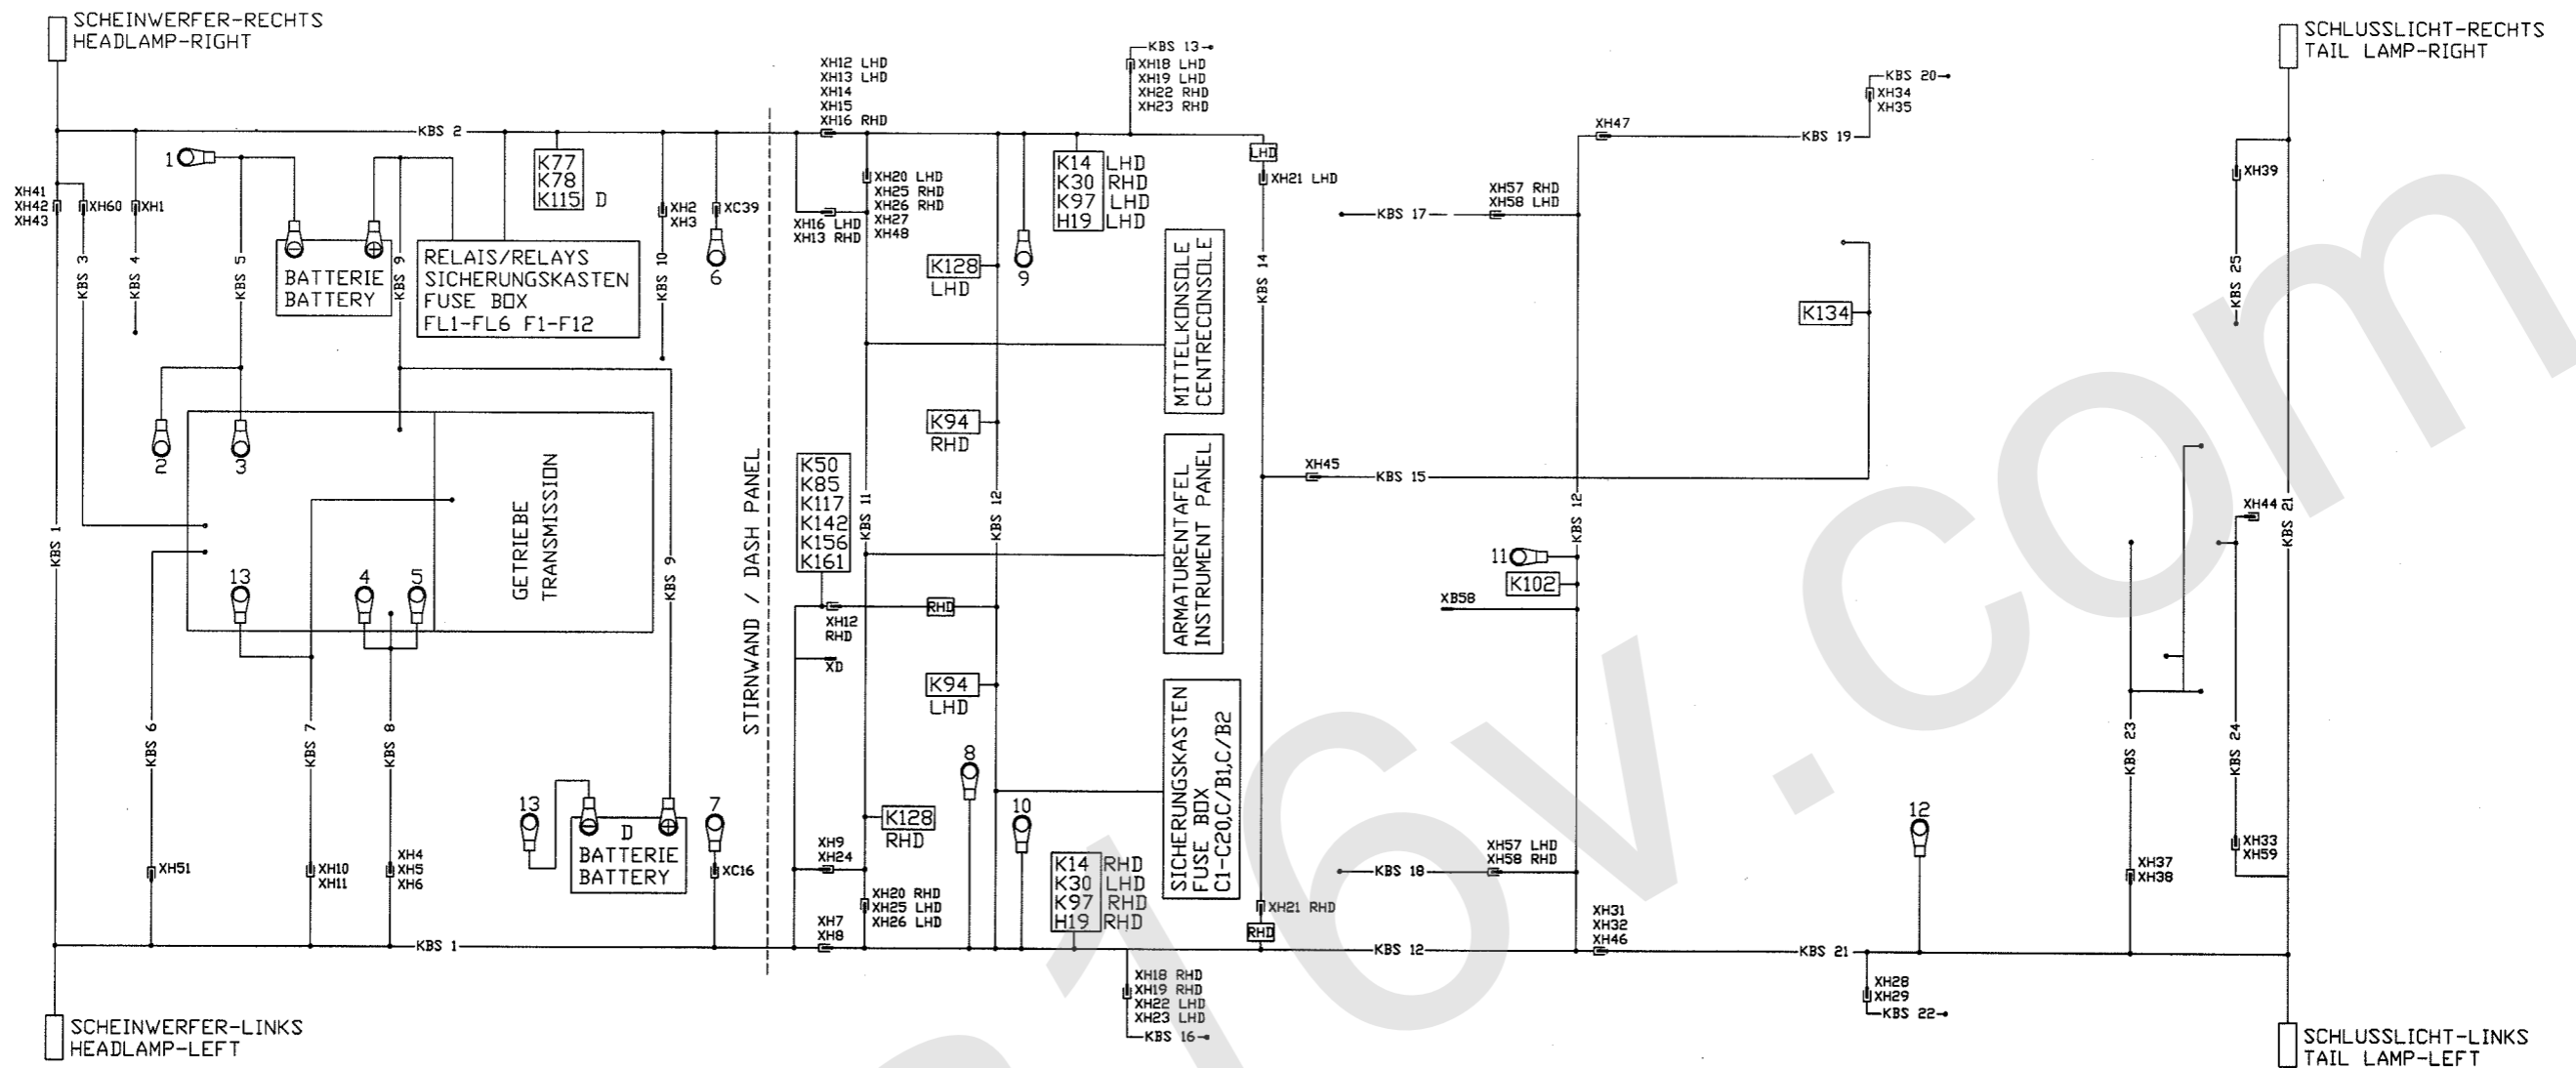 SCHEINWERFER-RECHTS
HEADLAMP-RIGHT
SCHLUSSLICHT-RECHTS
TAIL LAMP-RIGHT
KBS 13
XH18 LHD
XH19 LHD
XH22 RHD
XH23 RHD
XH12 LHD
XH13 LHD
XH14
XH15
XH16 RHD
KBS 20
XH34
XH35
KBS 2
XH47
KBS 19
1
K77
K78
K115 D
K14 LHD
K30 RHD
K97 LHD
H19 LHD
LHD
XH21 LHD
XH39
XH41
XH42
XH43
XH60
XH1
XH2
XH3
XC39
XH20 LHD
XH25 RHD
XH26 RHD
XH27
XH48
XH16 LHD
XH13 RHD
XH57 RHD
XH58 LHD
KBS 17
KBS 3
KBS 4
KBS 5
BATTERIE
BATTERY
KBS 9
RELAIS/RELAYS
SICHERUNGSKASTEN
FUSE BOX
FL1-FL6 F1-F12
KBS 10
6
K128
LHD
9
MITTELKONSOLE
CENTRECONSOLE
KBS 14
K134
KBS 25
2
3
K94
RHD
GETRIEBE
TRANSMISSION
STIRNWAND / DASH PANEL
K50
K85
K117
K142
K156
K161
KBS 11
KBS 12
ARMATURENTAFEL
INSTRUMENT PANEL
XH45
KBS 15
KBS 12
XH44
KBS 21
KBS 1
13
4
5
KBS 9
XH12
RHD
RHD
XD
11
K102
XB58
K94
LHD
KBS 6
KBS 7
KBS 8
SICHERUNGSKASTEN
FUSE BOX
C1-C20,C/B1,C/B2
KBS 23
KBS 24
13
D
BATTERIE
BATTERY
7
XC16
XH51
XH10
XH11
XH4
XH5
XH6
XH9
XH24
K128
RHD
8
10
K14 RHD
K30 LHD
K97 RHD
H19 RHD
XH20 RHD
XH25 LHD
XH26 LHD
XH57 LHD
XH58 RHD
KBS 18
12
XH37
XH38
XH33
XH59
XH21 RHD
RHD
KBS 1
XH7
XH8
KBS 12
XH31
XH32
XH46
KBS 21
XH18 RHD
XH19 RHD
XH22 LHD
XH23 LHD
KBS 16
XH28
XH29
KBS 22
SCHEINWERFER-LINKS
HEADLAMP-LEFT
SCHLUSSLICHT-LINKS
TAIL LAMP-LEFT
16v.com